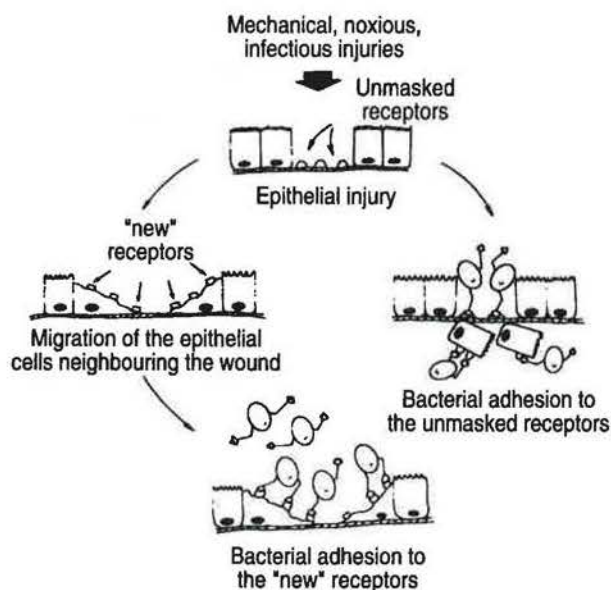 Mechanical, noxious,
infectious injuries
Unmasked
receptors
Epithelial injury
"new"
receptors
Migration of the epithelial
cells neighbouring the wound
Bacterial adhesion to
the unmasked receptors
Bacterial adhesion to
the "new" receptors